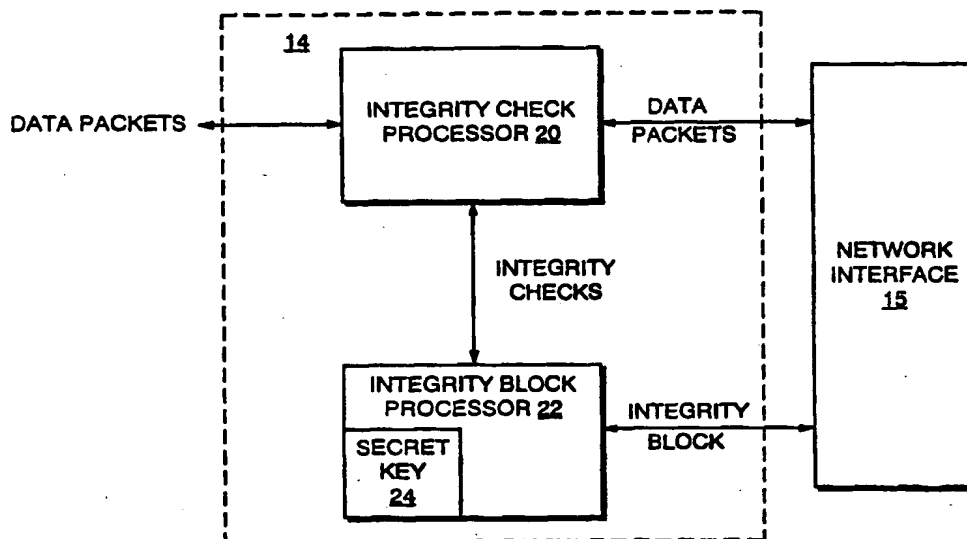 14
DATA PACKETS
INTEGRITY CHECK
PROCESSOR 20
DATA
PACKETS
INTEGRITY
CHECKS
NETWORK
INTERFACE
15
INTEGRITY BLOCK
PROCESSOR 22
SECRET
KEY
24
INTEGRITY
BLOCK